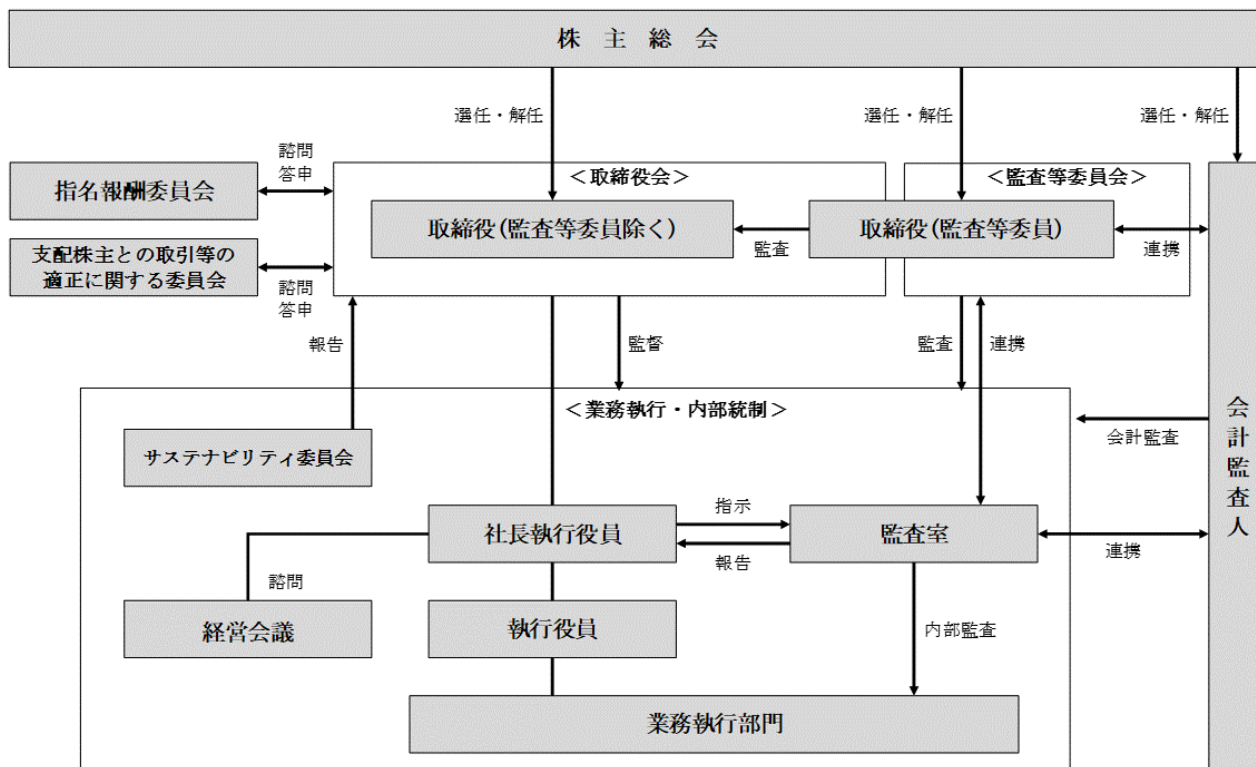 株主総会
選任・解任
選任・解任
選任・解任
諮問
答申
指名報酬委員会
＜取締役会＞
＜監査等委員会＞
取締役(監査等委員除く)
監査
取締役(監査等委員)
連携
支配株主との取引等の
適正に関する委員会
諮問
答申
報告
監督
監査
連携
＜業務執行・内部統制＞
会計監査
会計監査人
サステナビリティ委員会
社長執行役員
指示
報告
監査室
連携
諮問
経営会議
執行役員
内部監査
業務執行部門